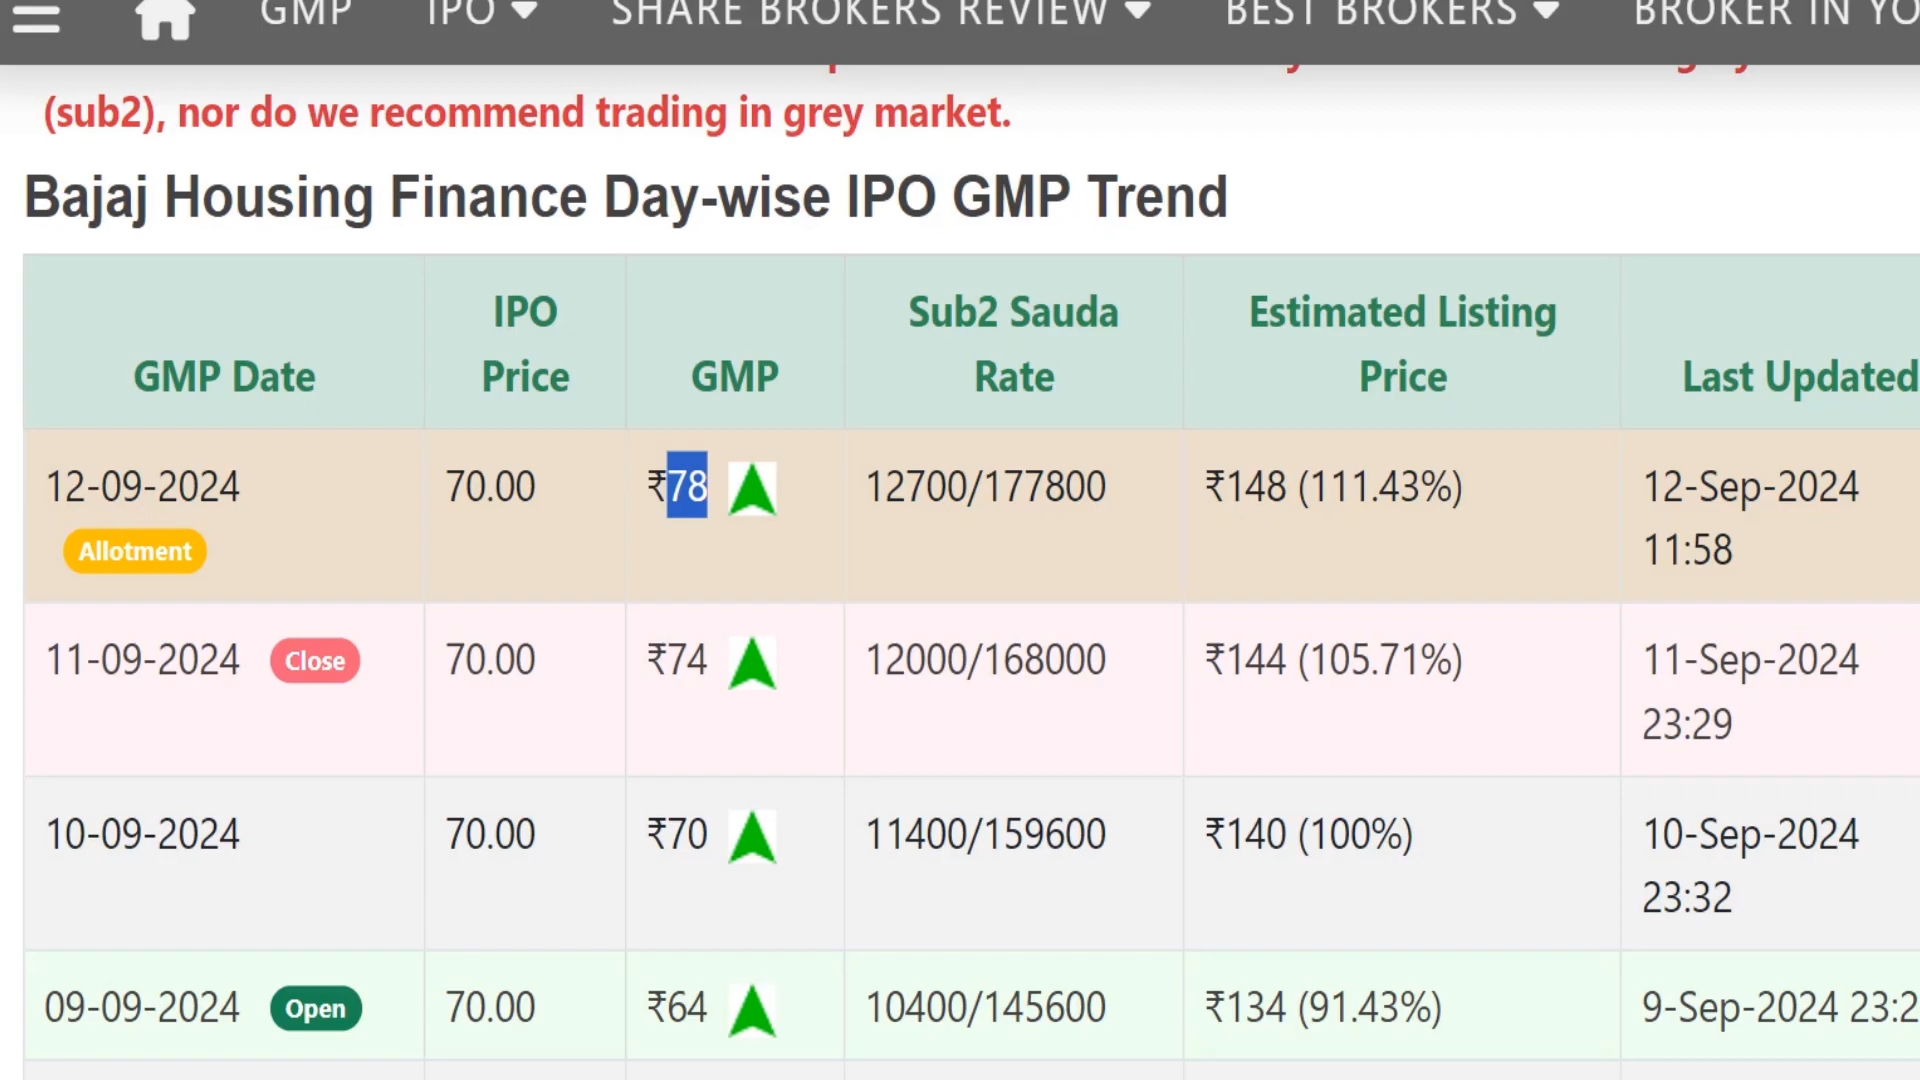 GMP IPO SHARE BROKERS REVIEW BEST BROKERS BROKER IN YO
(sub2), nor do we recommend trading in grey market.
Bajaj Housing Finance Day-wise IPO GMP Trend
GMP Date IPO Price GMP Sub2 Sauda Rate Estimated Listing Price Last Updated
12-09-2024 Allotment 70.00 ₹78 12700/177800 ₹148 (111.43%) 12-Sep-2024 11:58
11-09-2024 Close 70.00 ₹74 12000/168000 ₹144 (105.71%) 11-Sep-2024 23:29
10-09-2024 70.00 ₹70 11400/159600 ₹140 (100%) 10-Sep-2024 23:32
09-09-2024 Open 70.00 ₹64 10400/145600 ₹134 (91.43%) 9-Sep-2024 23:2